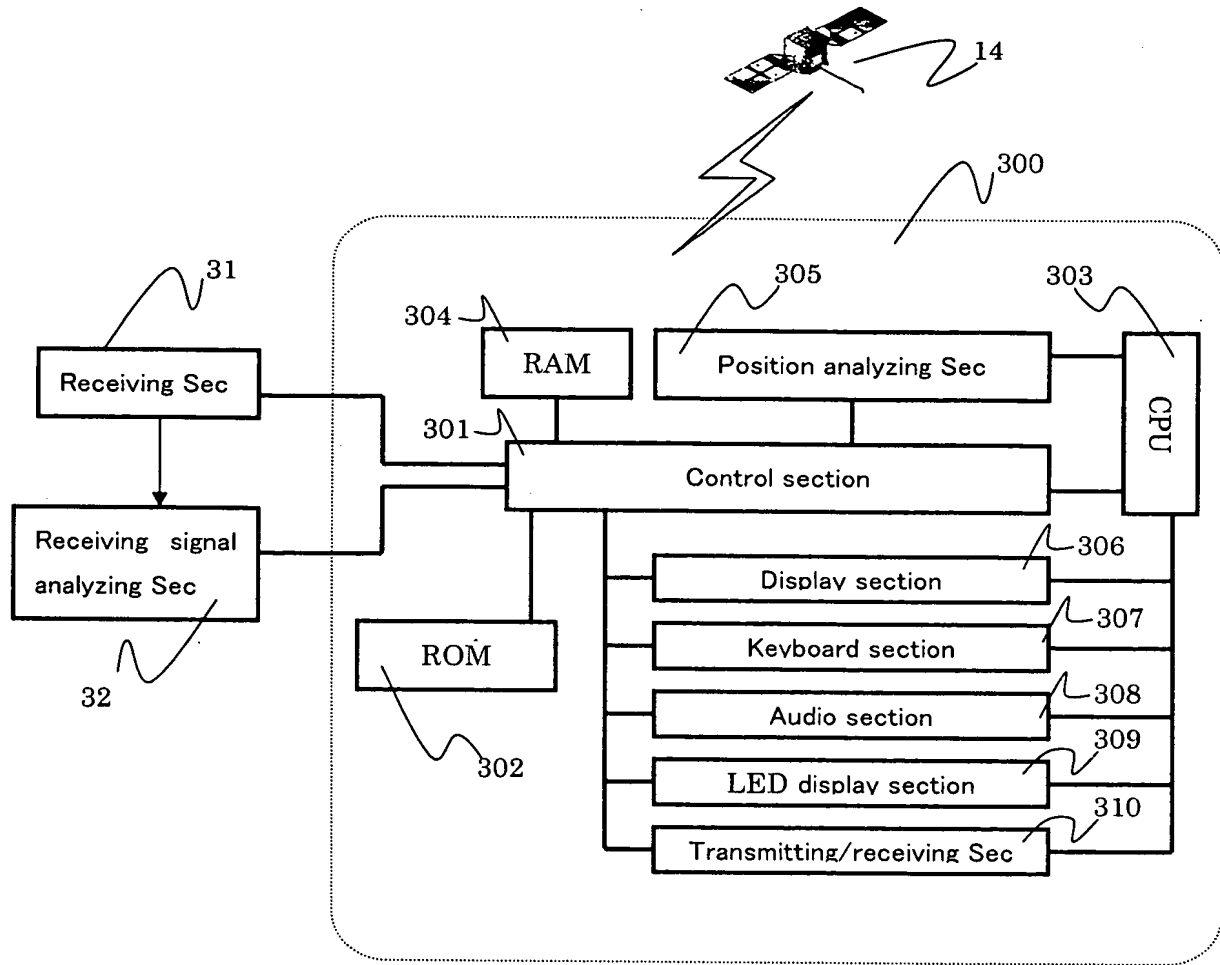 14
300
31
305
303
304
RAM
Position analyzing Sec
Receiving Sec
CPU
301
Control section
Receiving signal
analyzing Sec
306
Display section
307
Keyboard section
32
ROM
308
Audio section
302
309
LED display section
310
Transmitting/receiving Sec